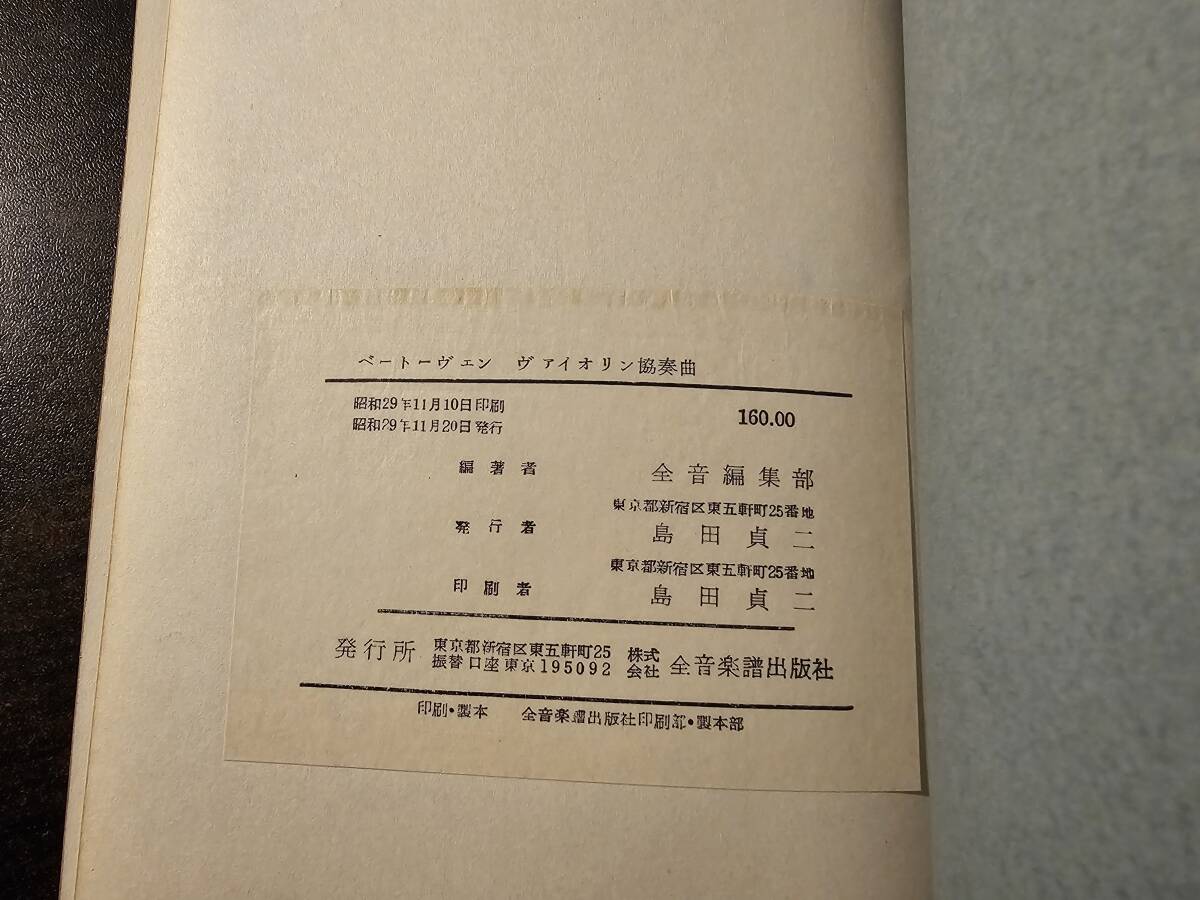 ベートーヴェン　ヴァイオリン協奏曲
昭和29年11月10日印刷
昭和29年11月20日発行
160.00
編著者　全音編集部
東京都新宿区東五軒町25番地
発行者　島田貞二
東京都新宿区東五軒町25番地
印刷者　島田貞二
発行所　東京都新宿区東五軒町25　株式会社　全音楽譜出版社
振替口座東京195092
印刷・製本　全音楽譜出版社印刷部・製本部